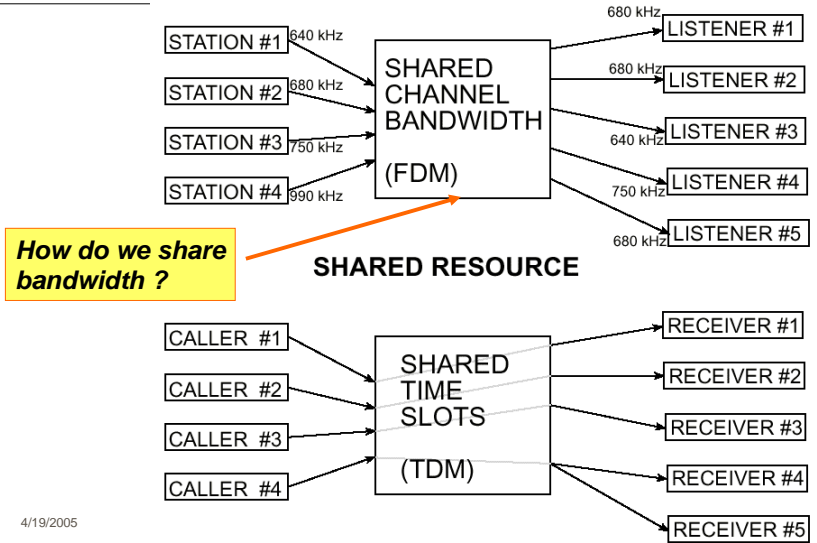 STATION #1
640 kHz
STATION #2
680 kHz
STATION #3
750 kHz
STATION #4
990 kHz
SHARED
CHANNEL
BANDWIDTH
(FDM)
680 kHz
LISTENER #1
680 kHz
LISTENER #2
640 kHz
LISTENER #3
750 kHz
LISTENER #4
680 kHz
LISTENER #5
How do we share
bandwidth ?
SHARED RESOURCE
CALLER #1
CALLER #2
CALLER #3
CALLER #4
SHARED
TIME
SLOTS
(TDM)
RECEIVER #1
RECEIVER #2
RECEIVER #3
RECEIVER #4
RECEIVER #5
4/19/2005